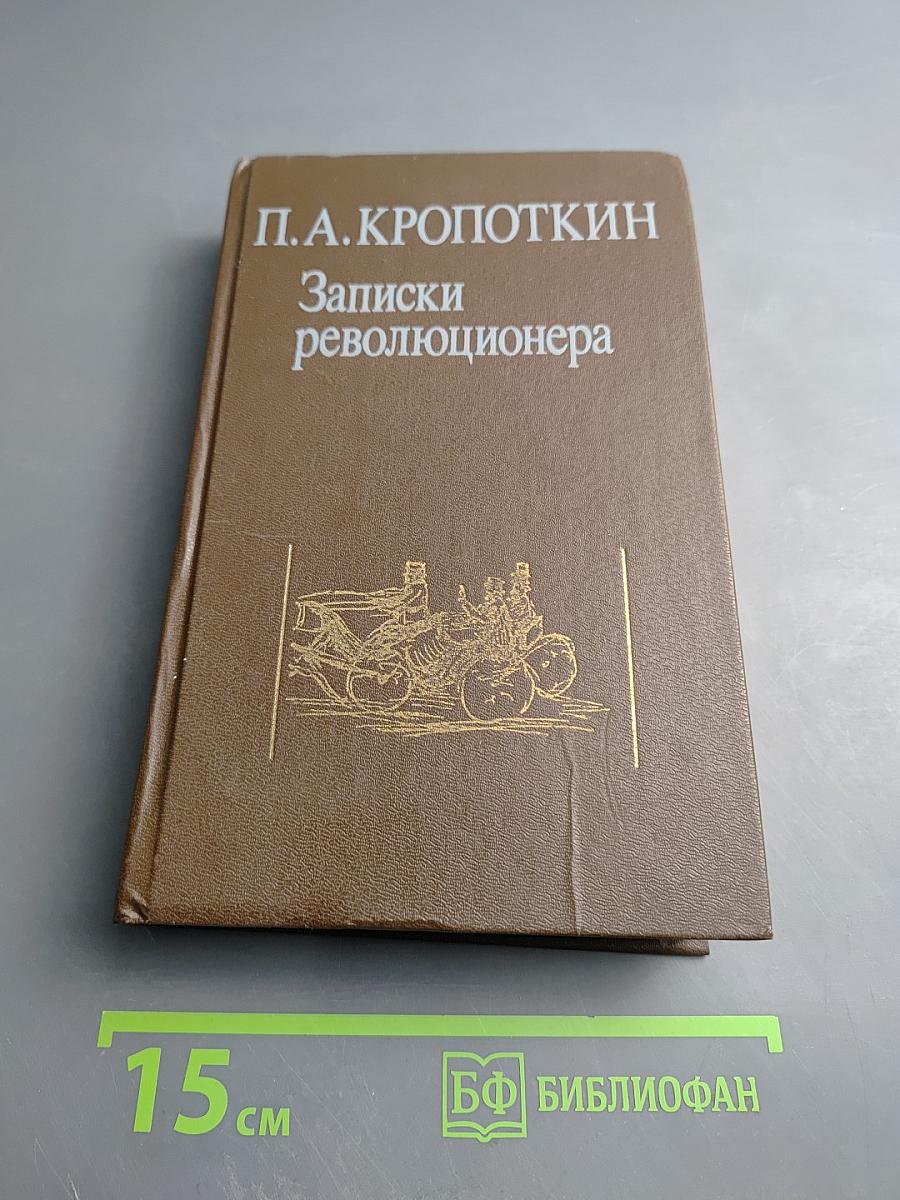 П. А. КРОПОТКИН
Записки
революционера
15 см
БФ БИБЛИОФАН